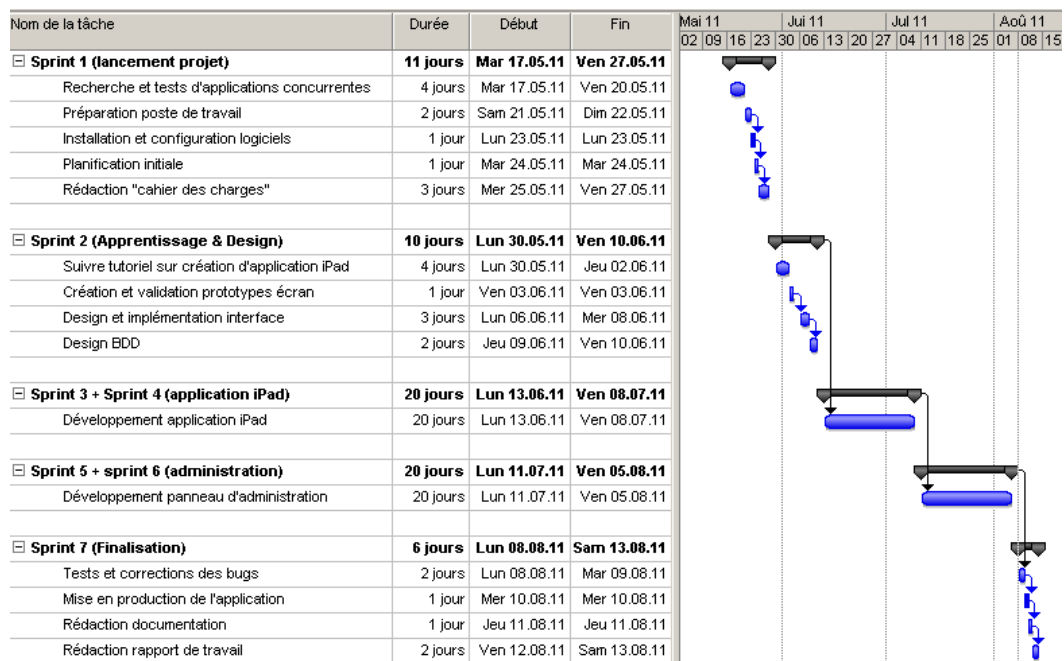 Nom de la tâche Durée Début Fin Mai 11 Jui 11 Jul 11 Aoû 11
02 09 16 23 30 06 13 20 27 04 11 18 25 01 08 15
Sprint 1 (lancement projet) 11 jours Mar 17.05.11 Ven 27.05.11
Recherche et tests d'applications concurrentes 4 jours Mar 17.05.11 Ven 20.05.11
Préparation poste de travail 2 jours Sam 21.05.11 Dim 22.05.11
Installation et configuration logiciels 1 jour Lun 23.05.11 Lun 23.05.11
Planification initiale 1 jour Mar 24.05.11 Mar 24.05.11
Rédaction "cahier des charges" 3 jours Mer 25.05.11 Ven 27.05.11
Sprint 2 (Apprentissage & Design) 10 jours Lun 30.05.11 Ven 10.06.11
Suivre tutoriel sur création d'application iPad 4 jours Lun 30.05.11 Jeu 02.06.11
Création et validation prototypes écran 1 jour Ven 03.06.11 Ven 03.06.11
Design et implémentation interface 3 jours Lun 06.06.11 Mer 08.06.11
Design BDD 2 jours Jeu 09.06.11 Ven 10.06.11
Sprint 3 + Sprint 4 (application iPad) 20 jours Lun 13.06.11 Ven 08.07.11
Développement application iPad 20 jours Lun 13.06.11 Ven 08.07.11
Sprint 5 + sprint 6 (administration) 20 jours Lun 11.07.11 Ven 05.08.11
Développement panneau d'administration 20 jours Lun 11.07.11 Ven 05.08.11
Sprint 7 (Finalisation) 6 jours Lun 08.08.11 Sam 13.08.11
Tests et corrections des bugs 2 jours Lun 08.08.11 Mar 09.08.11
Mise en production de l'application 1 jour Mer 10.08.11 Mer 10.08.11
Rédaction documentation 1 jour Jeu 11.08.11 Jeu 11.08.11
Rédaction rapport de travail 2 jours Ven 12.08.11 Sam 13.08.11